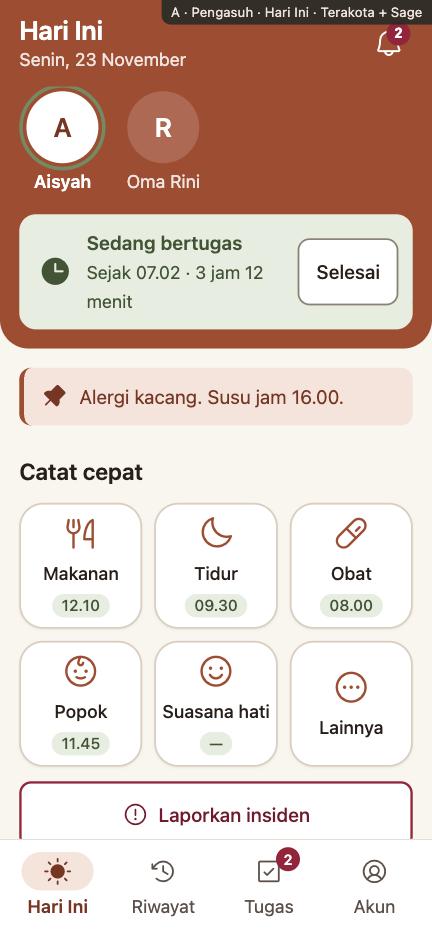 A · Pengasuh · Hari Ini · Terakota + Sage
Hari Ini
2
Senin, 23 November
A
R
Aisyah
Oma Rini
Sedang bertugas
Sejak 07.02 · 3 jam 12
menit
Selesai
Alergi kacang. Susu jam 16.00.
Catat cepat
Makanan
12.10
Tidur
09.30
Obat
08.00
Popok
11.45
Suasana hati
—
Lainnya
Laporkan insiden
Hari Ini
Riwayat
2
Tugas
Akun